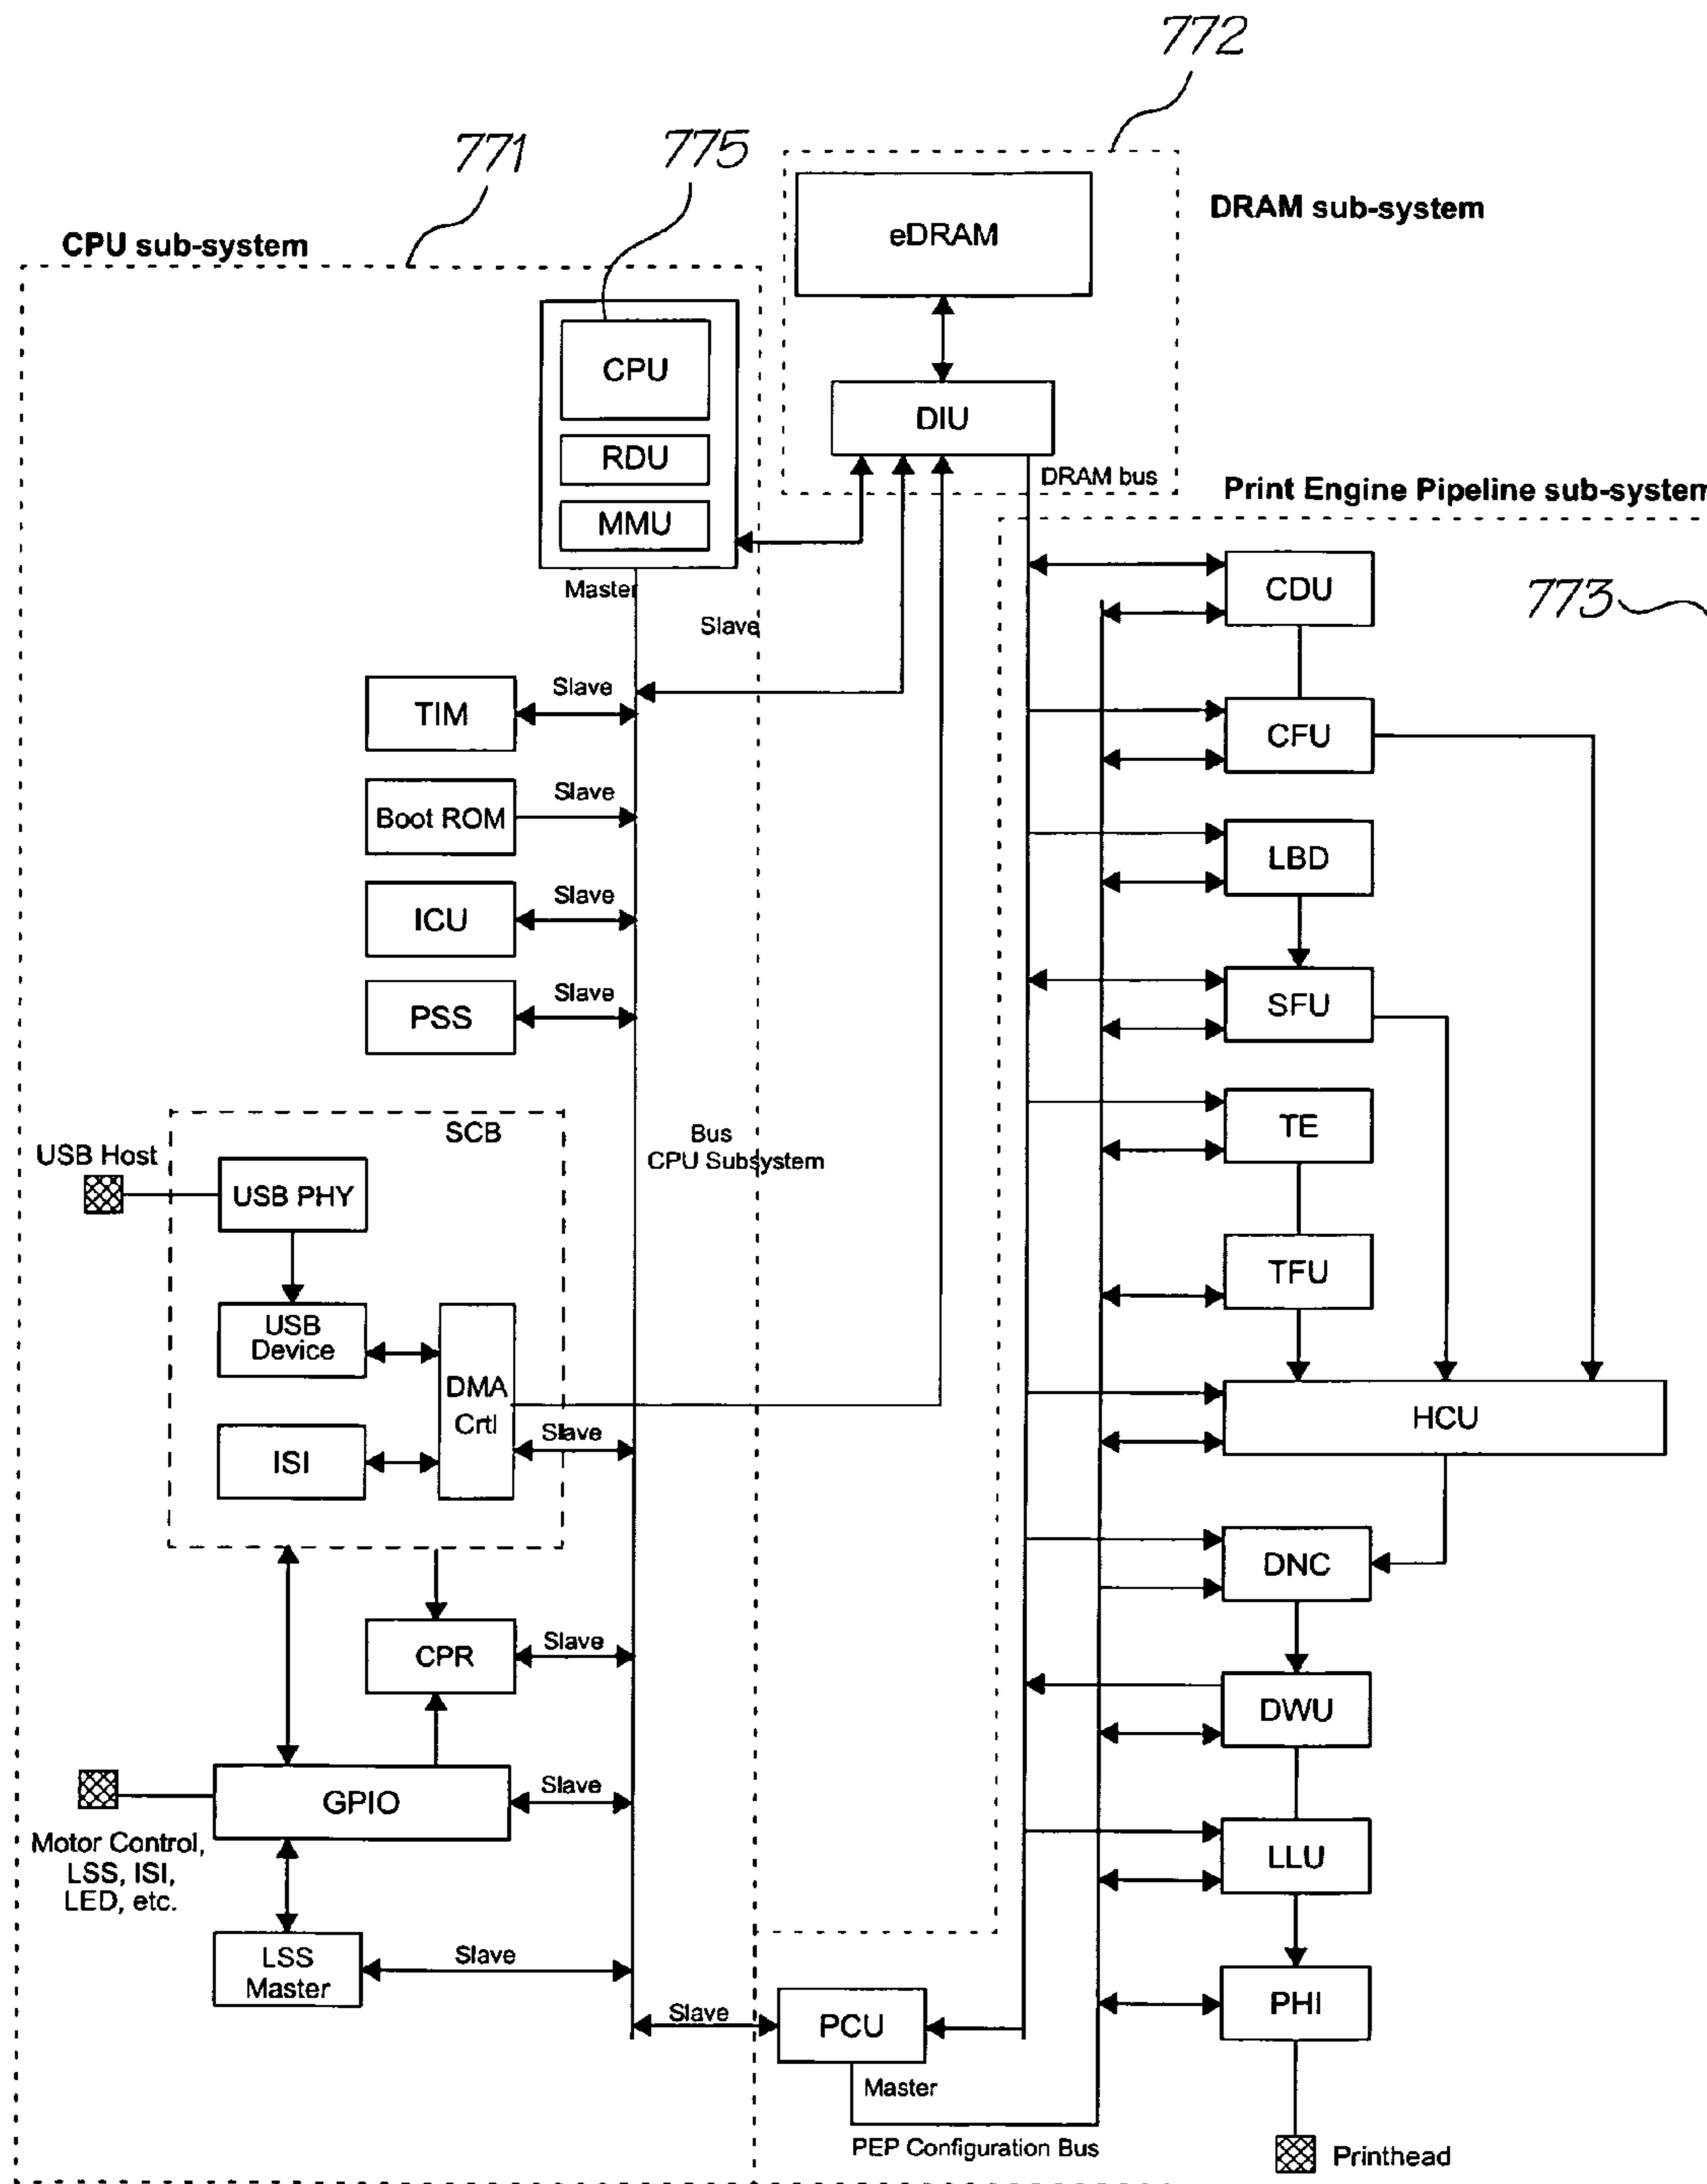 772
771
775
DRAM sub-system
CPU sub-system
eDRAM
CPU
DIU
RDU
DRAM bus
Print Engine Pipeline sub-system
MMU
Master
Slave
CDU
773
Slave
TIM
CFU
Slave
Boot ROM
LBD
Slave
ICU
Slave
PSS
SFU
SCB
Bus
CPU Subsystem
TE
USB Host
USB PHY
TFU
USB
Device
DMA
Crtl
Slave
HCU
ISI
DNC
CPR
Slave
DWU
GPIO
Slave
Motor Control,
LSS, ISI,
LED, etc.
LLU
LSS
Master
Slave
PHI
Slave
PCU
Master
PEP Configuration Bus
Printhead